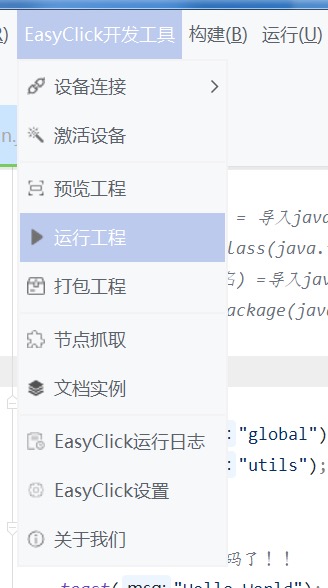 R) EasyClick开发工具 构建(B) 运行(U)
设备连接
激活设备
预览工程
= 导入java
运行工程
lass(java.
打包工程
名) =导入jav
ackage(java
节点抓取
文档实例
EasyClick运行日志
:"global")
:"utils");
EasyClick设置
关于我们
码了！！
toast( msg:"Hello World");